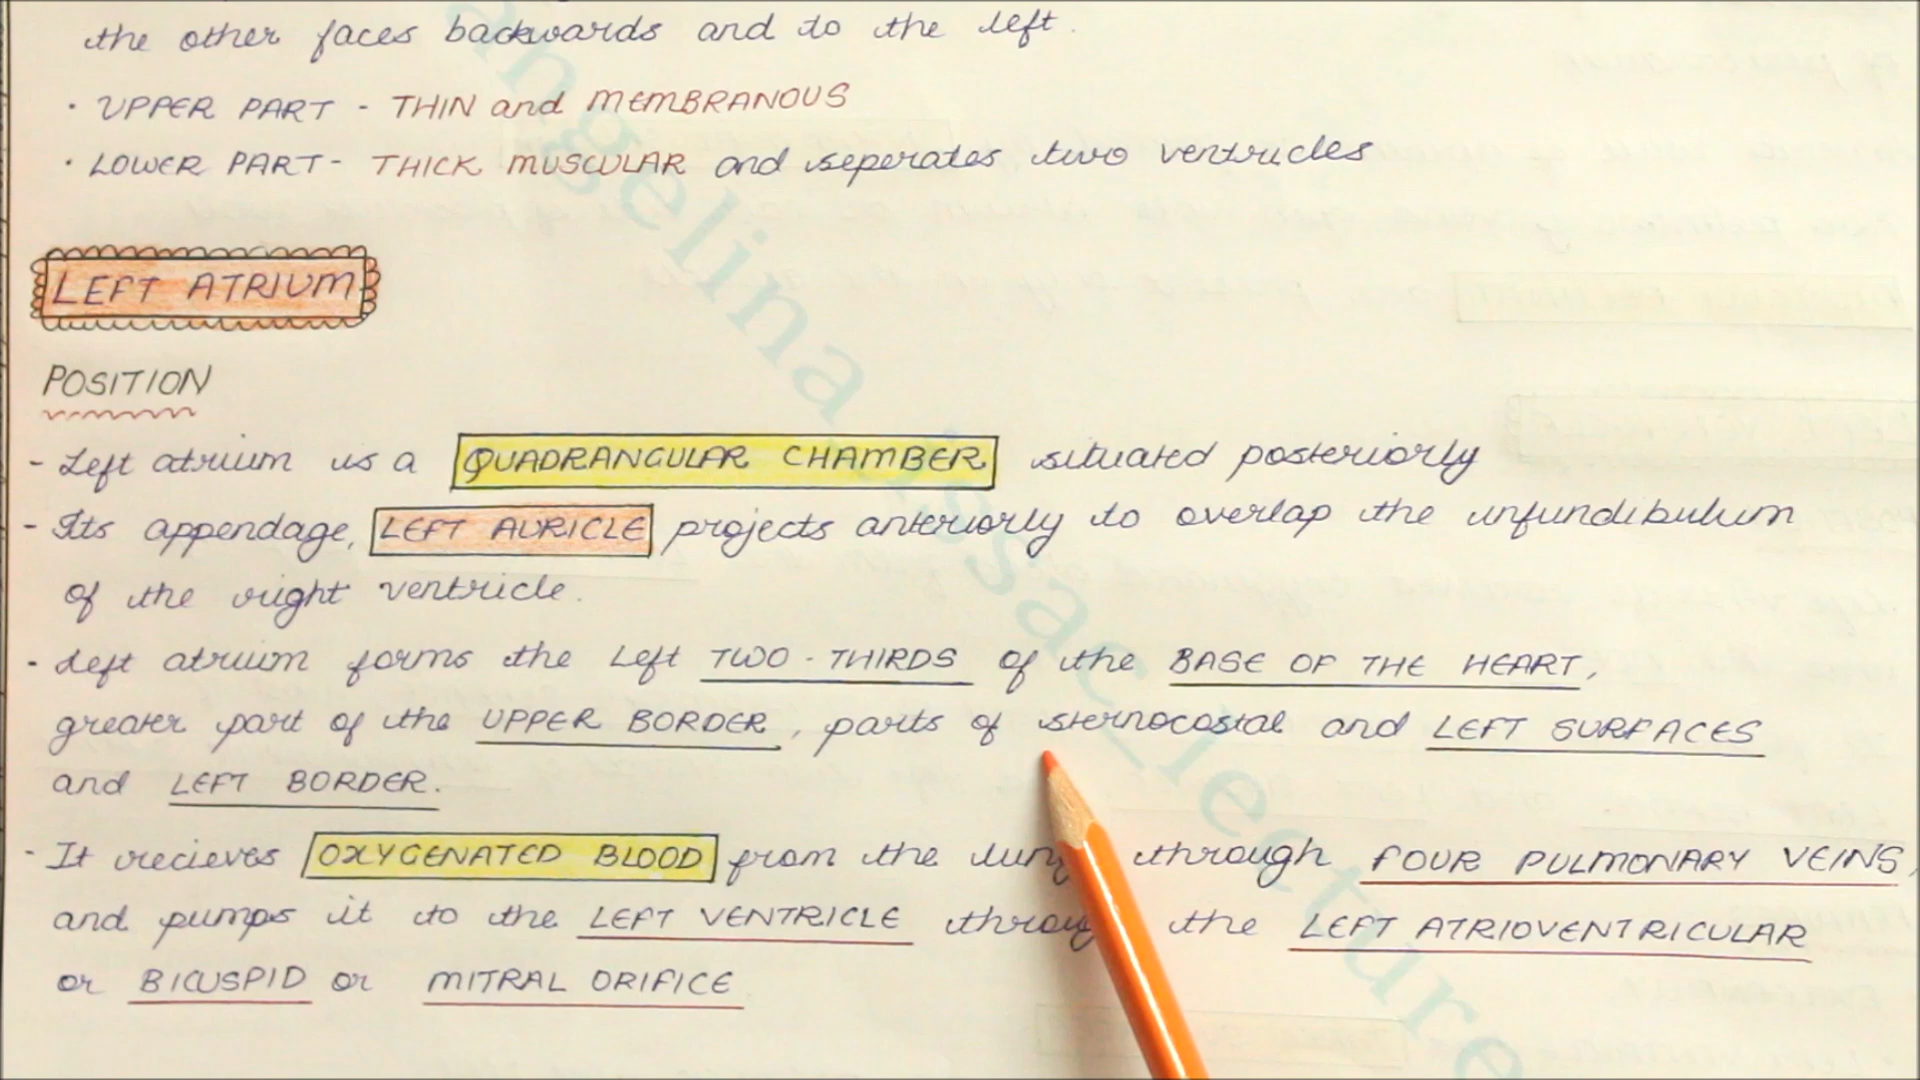 the other faces backwards and to the left.
· UPPER PART - THIN and MEMBRANOUS
· LOWER PART - THICK MUSCULAR and seperates two ventricles
LEFT ATRIUM
POSITION
- Left atrium is a QUADRANGULAR CHAMBER situated posteriorly
- Its appendage, LEFT AURICLE projects anteriorly to overlap the infundibulum
of the right ventricle.
- Left atrium forms the left TWO-THIRDS of the BASE OF THE HEART,
greater part of the UPPER BORDER, parts of sternocostal and LEFT SURFACES
and LEFT BORDER.
- It recieves OXYGENATED BLOOD from the lung through FOUR PULMONARY VEINS,
and pumps it to the LEFT VENTRICLE throug the LEFT ATRIOVENTRICULAR
or BICUSPID or MITRAL ORIFICE
angelina_issac_lecture